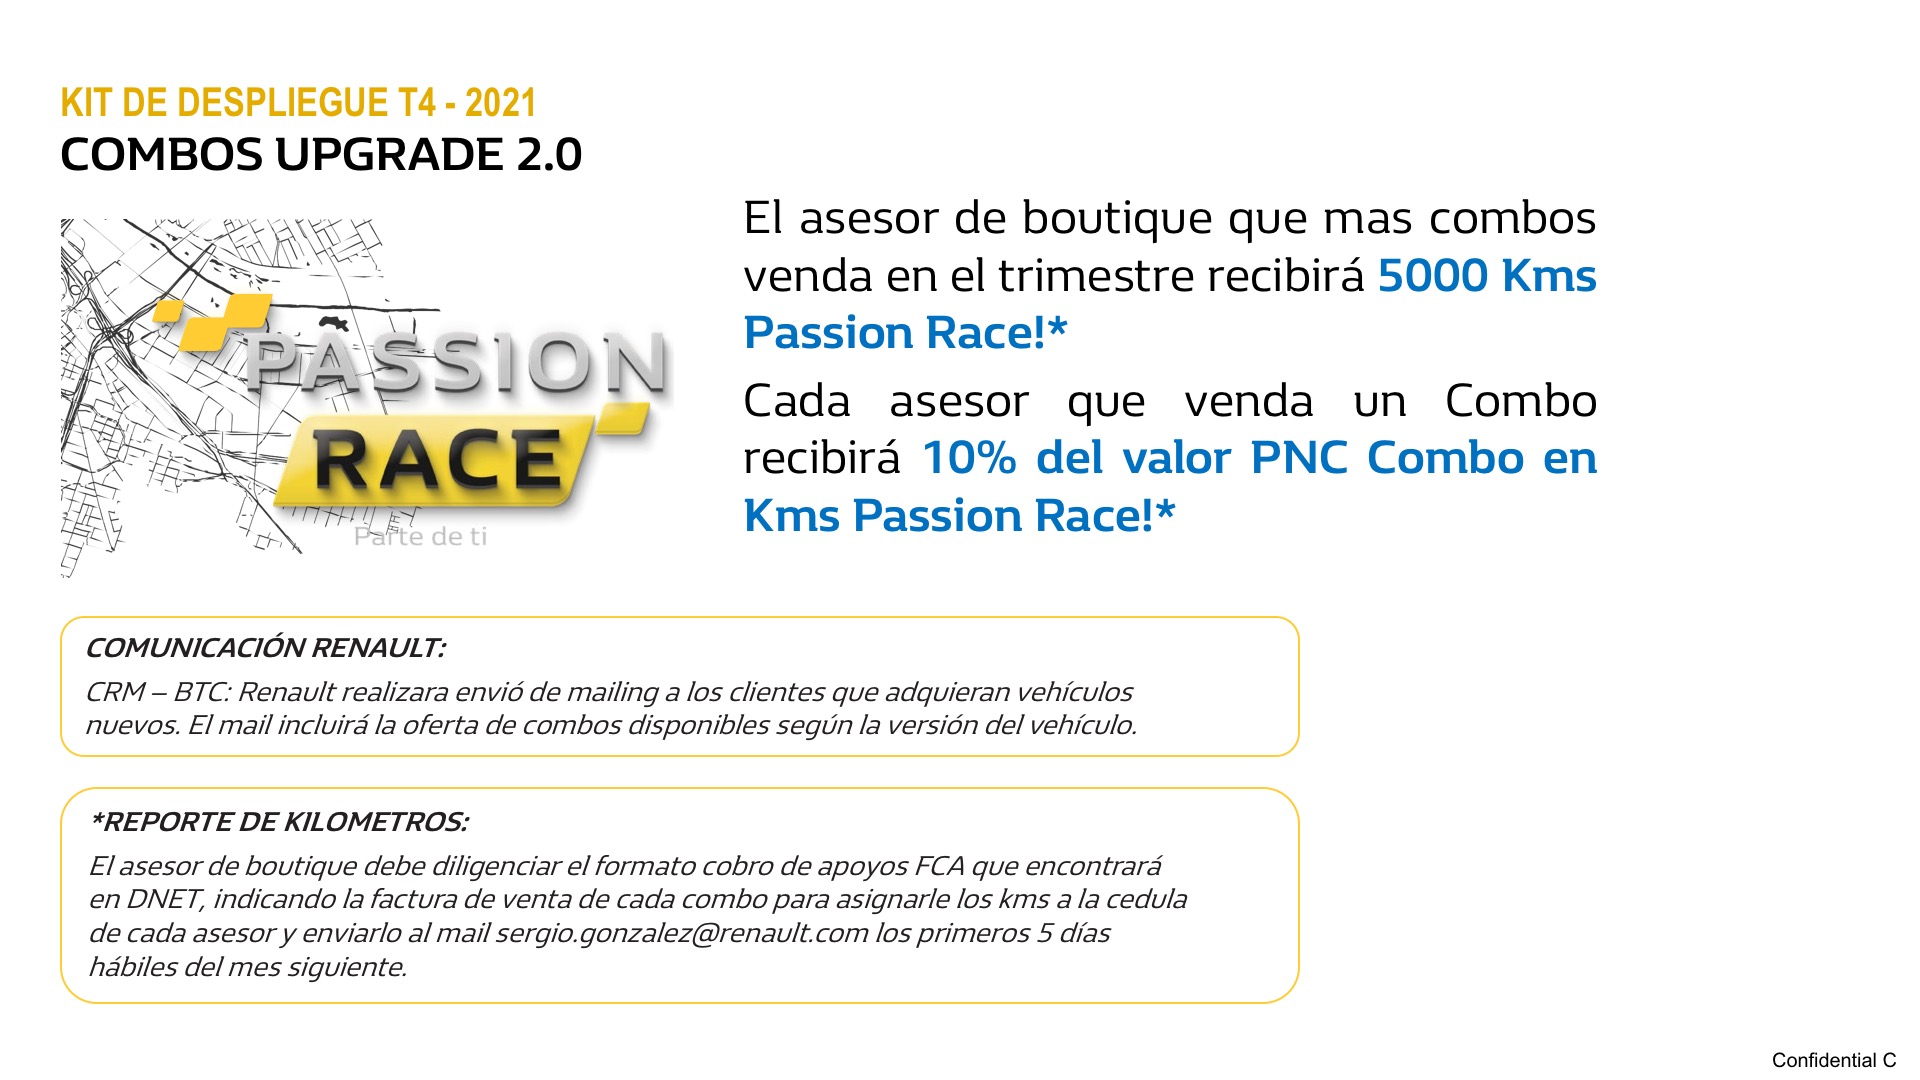 KIT DE DESPLIEGUE T4 - 2021
COMBOS UPGRADE 2.0
PASSION
RACE
Parte de ti
El asesor de boutique que mas combos
venda en el trimestre recibirá 5000 Kms
Passion Race!*
Cada asesor que venda un Combo
recibirá 10% del valor PNC Combo en
Kms Passion Race!*
COMUNICACIÓN RENAULT:
CRM – BTC: Renault realizara envió de mailing a los clientes que adquieran vehículos
nuevos. El mail incluirá la oferta de combos disponibles según la versión del vehículo.
*REPORTE DE KILOMETROS:
El asesor de boutique debe diligenciar el formato cobro de apoyos FCA que encontrará
en DNET, indicando la factura de venta de cada combo para asignarle los kms a la cedula
de cada asesor y enviarlo al mail sergio.gonzalez@renault.com los primeros 5 días
hábiles del mes siguiente.
Confidential C